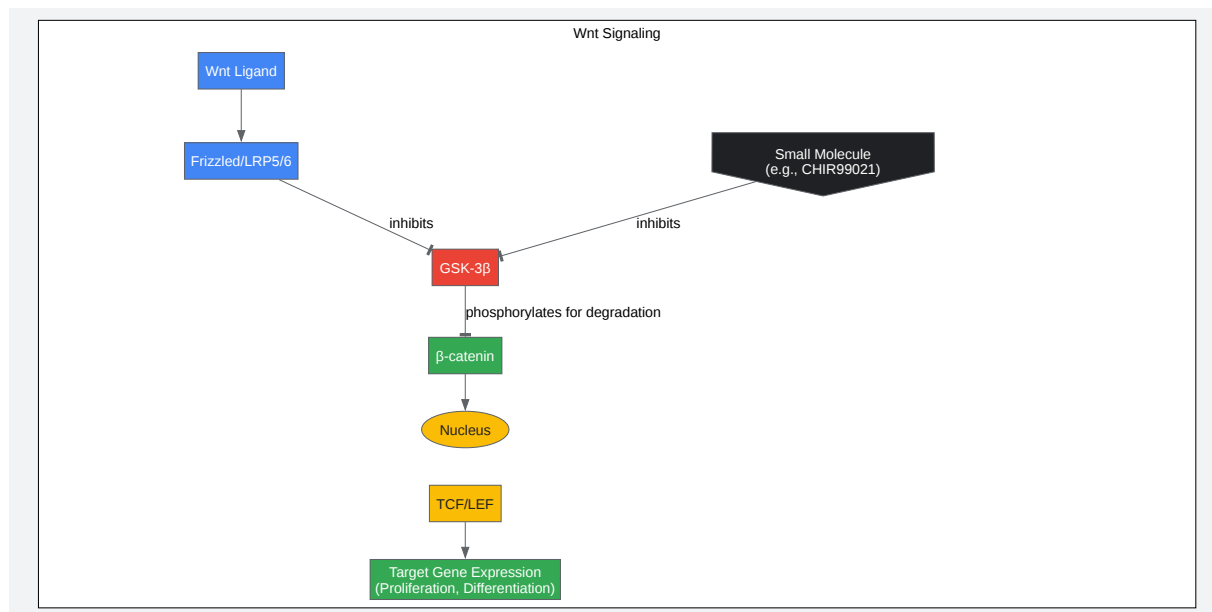 Wnt Signaling
Wnt Ligand
Frizzled/LRP5/6
Small Molecule
(e.g., CHIR99021)
inhibits
inhibits
GSK-3β
phosphorylates for degradation
β-catenin
Nucleus
TCF/LEF
Target Gene Expression
(Proliferation, Differentiation)